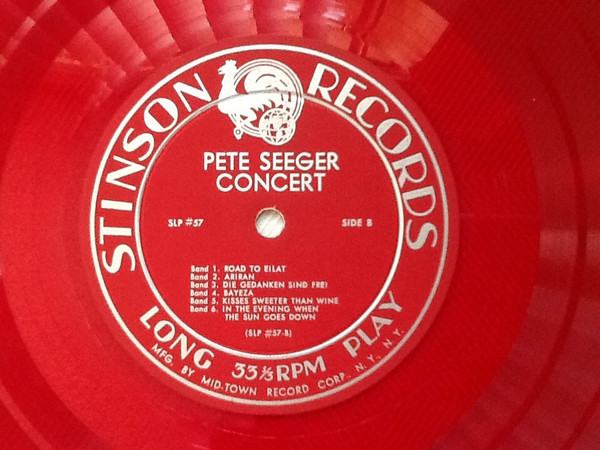 STINSON RECORDS
PETE SEEGER
CONCERT
SLP #57
SIDE B
Band 1. ROAD TO EILAT
Band 2. ARIRAN
Band 3. DIE GEDANKEN SIND FREI
Band 4. BAYEZA
Band 5. KISSES SWEETER THAN WINE
Band 6. IN THE EVENING WHEN
THE SUN GOES DOWN
(SLP #57-B)
LONG 33⅓ RPM PLAY
MFG. BY MID-TOWN RECORD CORP., N. Y., N. Y.